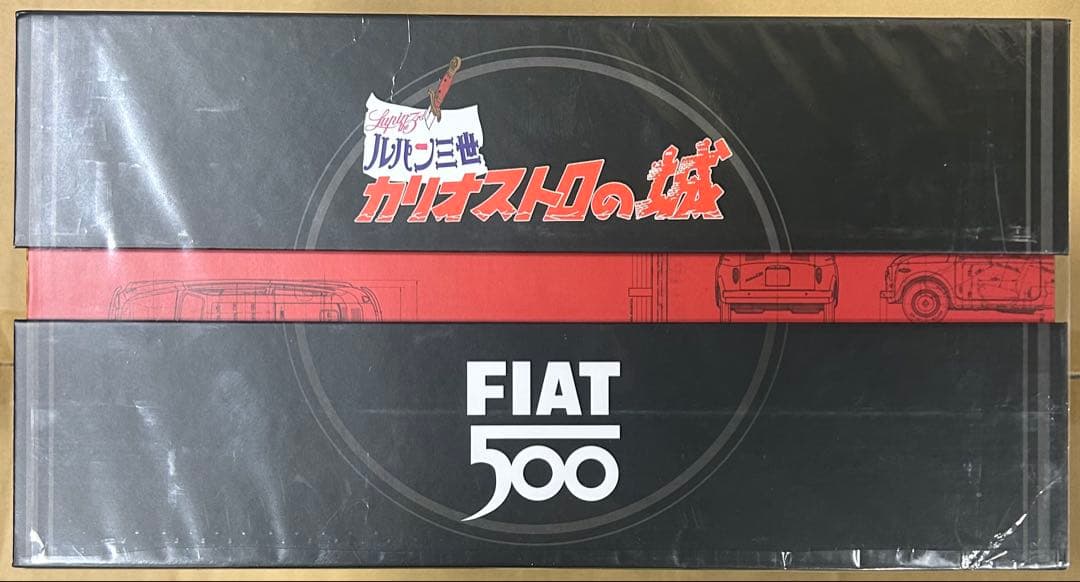 Lupin
the 3rd
ルパン三世
カリオストロの城
FIAT
500